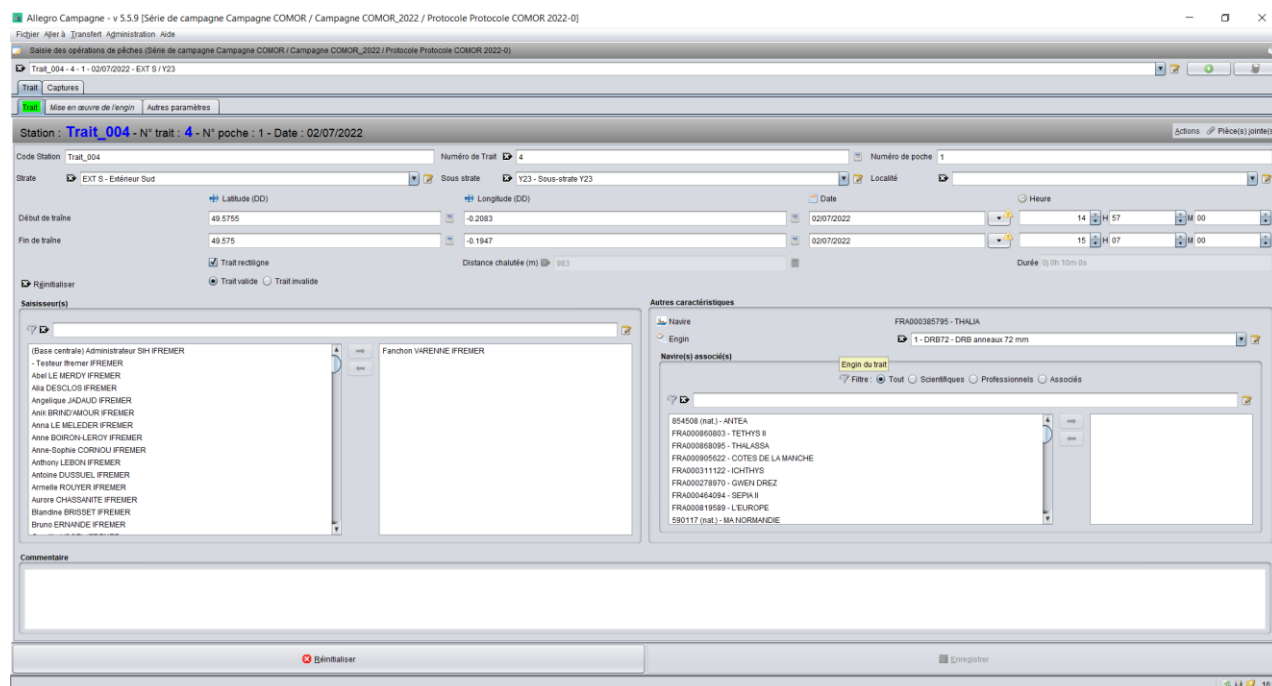 Allegro Campagne - v 5.5.9 [Série de campagne Campagne COMOR / Campagne COMOR_2022 / Protocole Protocole COMOR 2022-0]
Fichier Aller à Transfert Administration Aide
Saisie des opérations de pêches (Série de campagne Campagne COMOR / Campagne COMOR_2022 / Protocole Protocole COMOR 2022-0)
Trait_004 - 4 - 1 - 02/07/2022 - EXT S / Y23
Trait Captures
Trait Mise en œuvre de l'engin Autres paramètres
Station : Trait_004 - N° trait : 4 - N° poche : 1 - Date : 02/07/2022 Actions Pièce(s) jointe(s
Code Station Trait_004 Numéro de Trait 4 Numéro de poche 1
Strate EXT S - Extérieur Sud Sous strate Y23 - Sous-strate Y23 Localité
Latitude (DD) Longitude (DD) Date Heure
Début de traîne 49.5755 -0.2083 02/07/2022 14 H 57 M 00
Fin de traîne 49.575 -0.1947 02/07/2022 15 H 07 M 00
Trait rectiligne Distance chalutée (m) 983 Durée 0j 0h 10m 0s
Réinitialiser Trait valide Trait invalide
Saisisseur(s) Autres caractéristiques
Navire FRA000385795 - THALIA
Engin 1 - DRB72 - DRB anneaux 72 mm
(Base centrale) Administrateur SIH IFREMER Fanchon VARENNE IFREMER
- Testeur Ifremer IFREMER
Abel LE MERDY IFREMER
Alia DESCLOS IFREMER
Angelique JADAUD IFREMER
Anik BRIND'AMOUR IFREMER
Anna LE MELEDER IFREMER
Anne BOIRON-LEROY IFREMER
Anne-Sophie CORNOU IFREMER
Anthony LEBON IFREMER
Antoine DUSSUEL IFREMER
Armelle ROUYER IFREMER
Aurore CHASSANITE IFREMER
Blandine BRISSET IFREMER
Bruno ERNANDE IFREMER
Navire(s) associé(s)
Engin du trait
Filtre : Tout Scientifiques Professionnels Associés
854508 (nat.) - ANTEA
FRA000860803 - TETHYS II
FRA000868095 - THALASSA
FRA000905622 - COTES DE LA MANCHE
FRA000311122 - ICHTHYS
FRA000278970 - GWEN DREZ
FRA000464094 - SEPIA II
FRA000819589 - L'EUROPE
590117 (nat.) - MA NORMANDIE
Commentaire
Réinitialiser Enregistrer